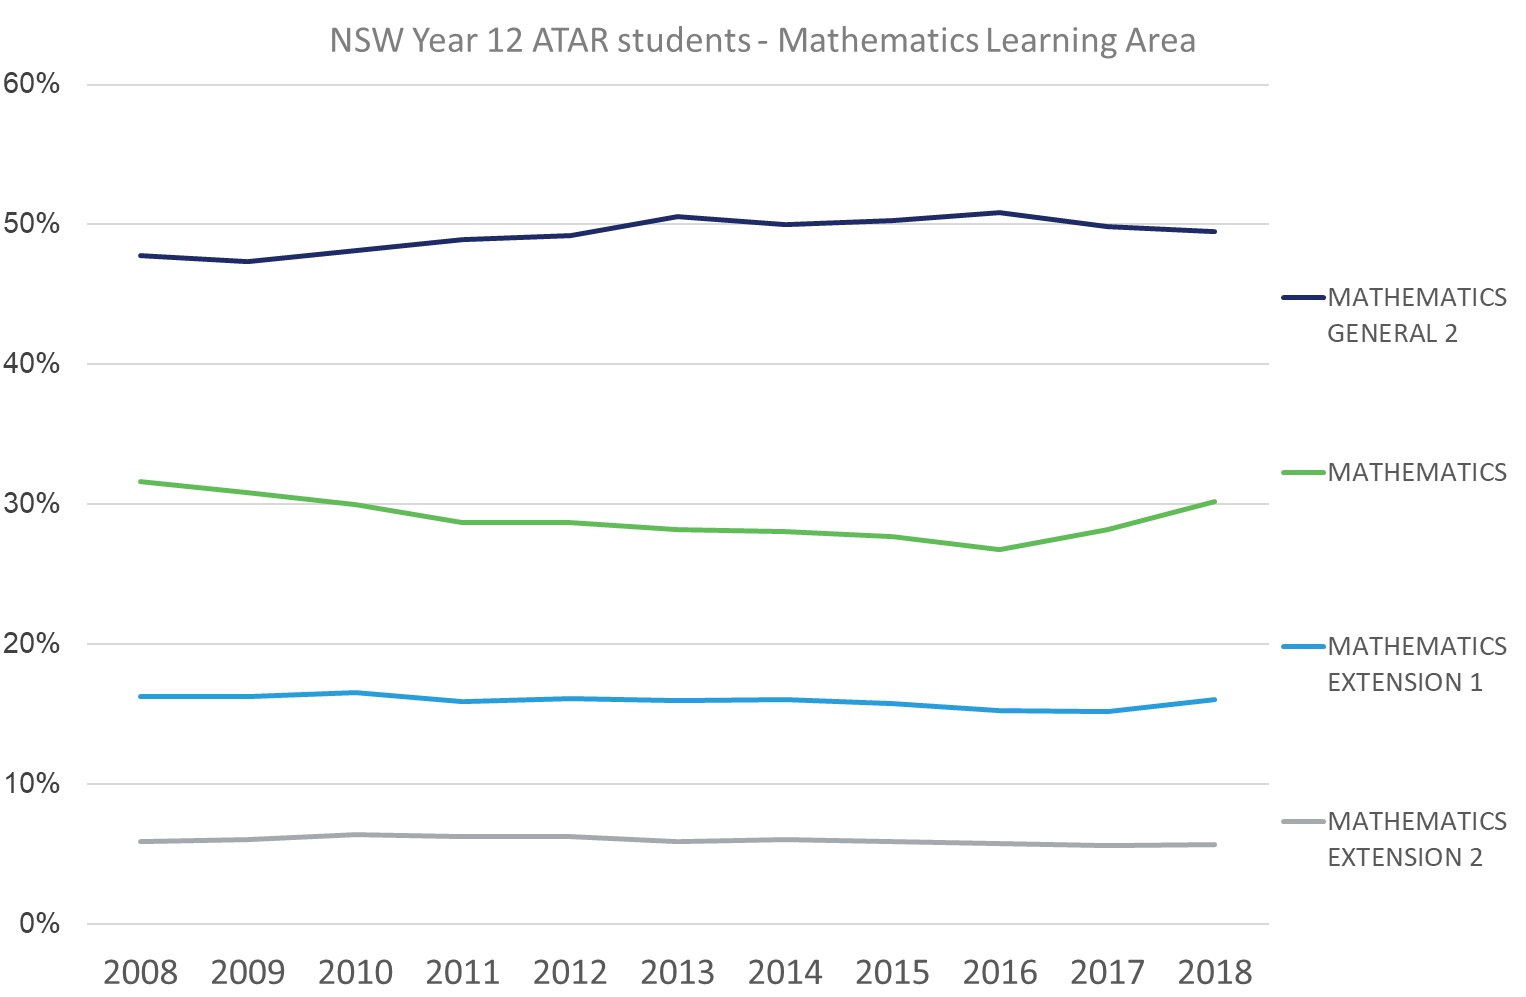 NSW Year 12 ATAR students - Mathematics Learning Area
60%
50%
40%
30%
20%
10%
0%
2008 2009 2010 2011 2012 2013 2014 2015 2016 2017 2018
MATHEMATICS
GENERAL 2
MATHEMATICS
MATHEMATICS
EXTENSION 1
MATHEMATICS
EXTENSION 2